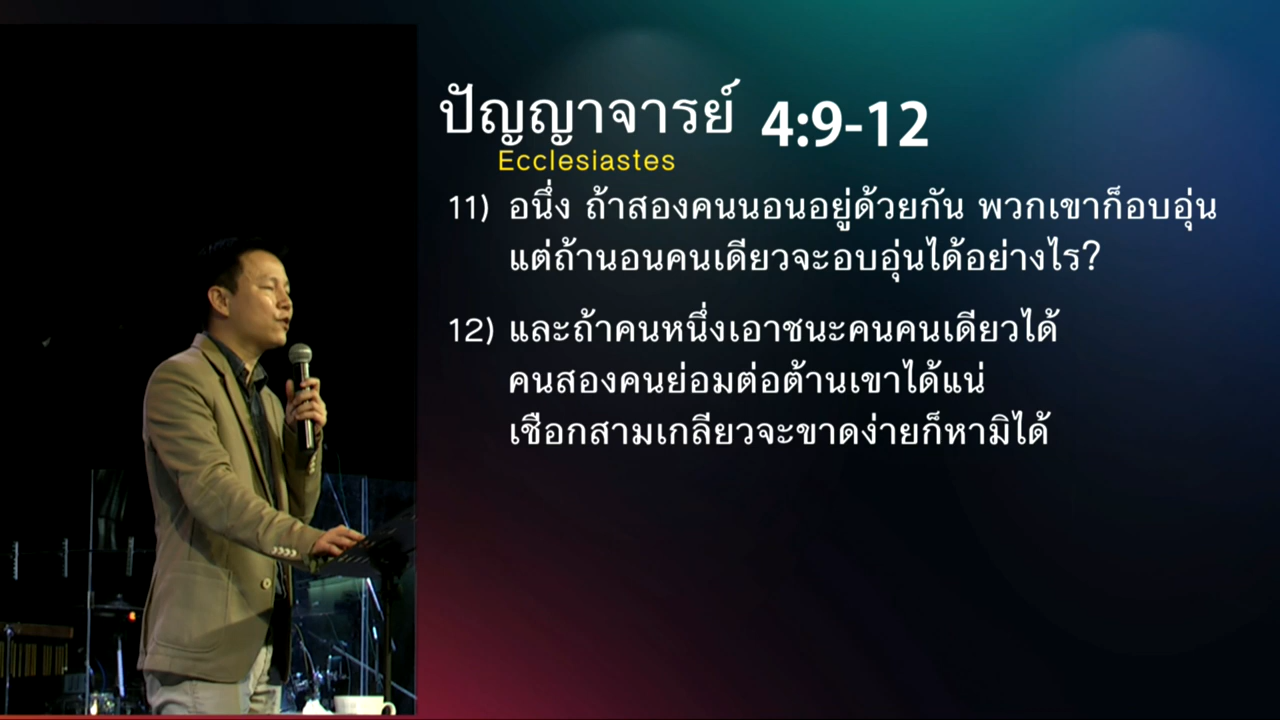 ปัญญาจารย์ 4:9-12
Ecclesiastes
11) อนึ่ง ถ้าสองคนนอนอยู่ด้วยกัน พวกเขาก็อบอุ่น
แต่ถ้านอนคนเดียวจะอบอุ่นได้อย่างไร?
12) และถ้าคนหนึ่งเอาชนะคนคนเดียวได้
คนสองคนย่อมต่อต้านเขาได้แน่
เชือกสามเกลียวจะขาดง่ายก็หามิได้